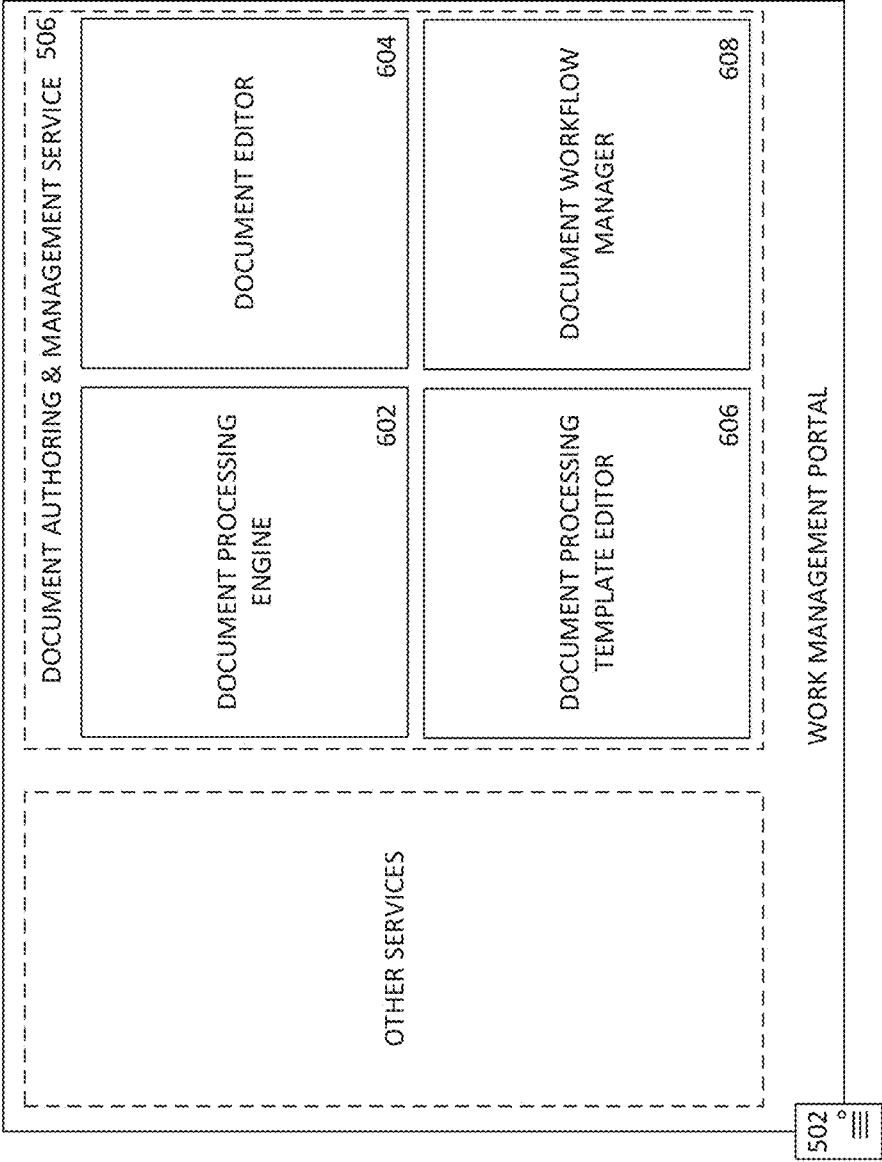 DOCUMENT AUTHORING & MANAGEMENT SERVICE 506
DOCUMENT PROCESSING
ENGINE
602
DOCUMENT EDITOR
604
DOCUMENT PROCESSING
TEMPLATE EDITOR
606
DOCUMENT WORKFLOW
MANAGER
608
OTHER SERVICES
WORK MANAGEMENT PORTAL
502